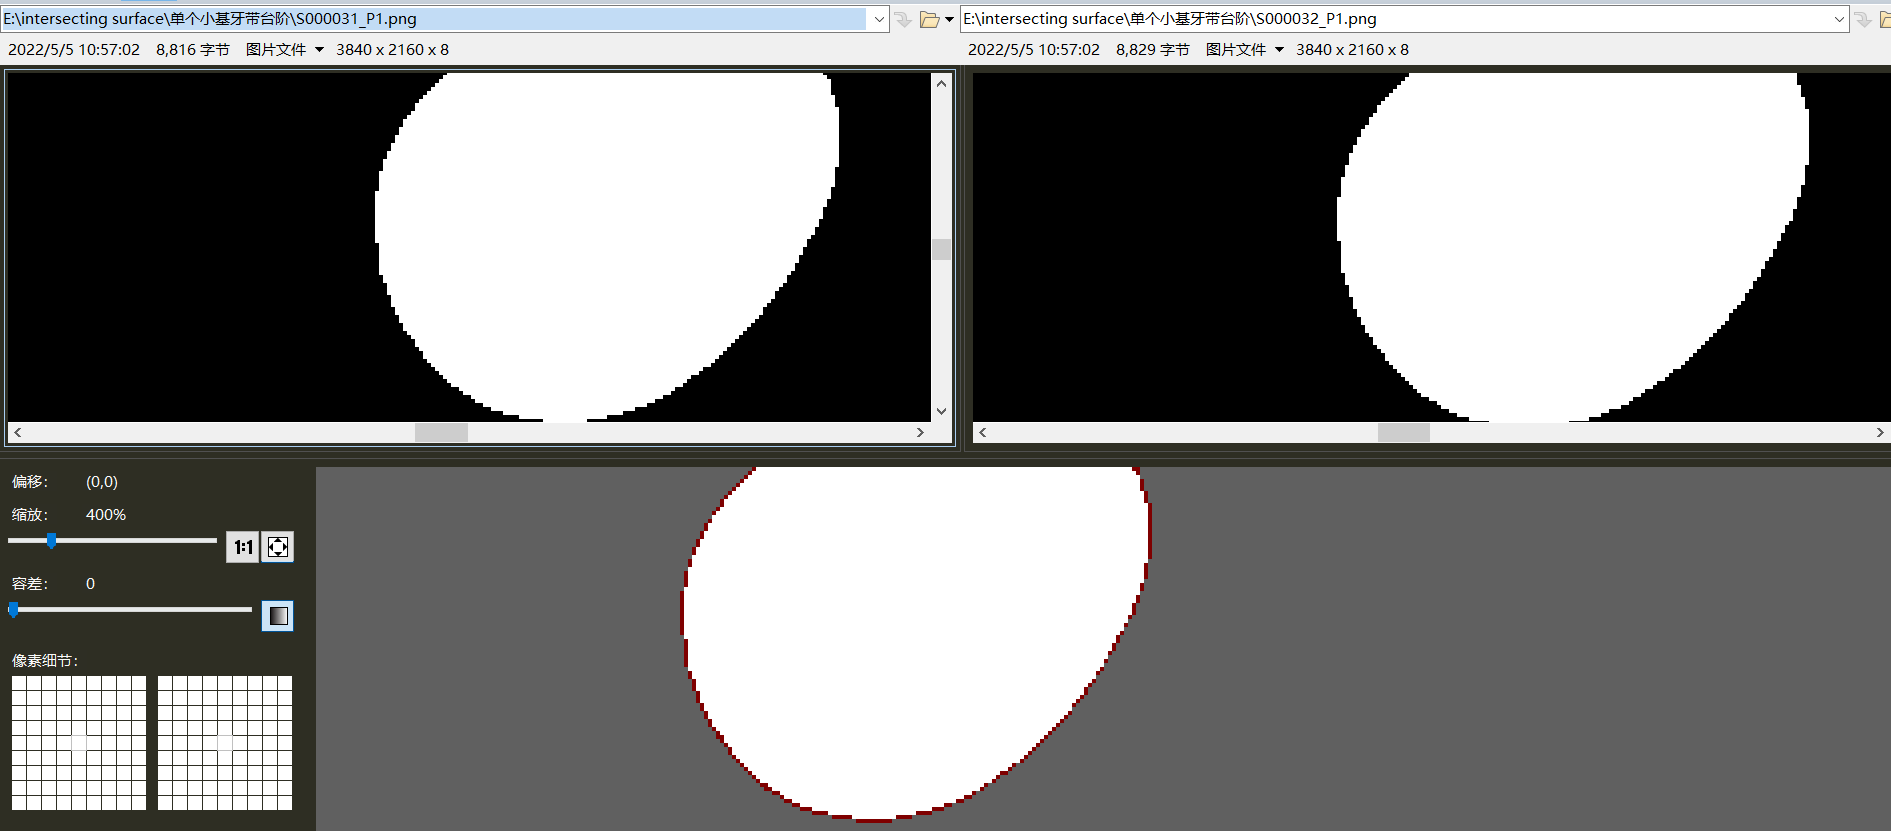 E:\intersecting surface\单个小基牙带台阶\S000031_P1.png
E:\intersecting surface\单个小基牙带台阶\S000032_P1.png
2022/5/5 10:57:02 8,816 字节 图片文件 3840 x 2160 x 8
2022/5/5 10:57:02 8,829 字节 图片文件 3840 x 2160 x 8
偏移: (0,0)
缩放: 400%
1:1
容差: 0
像素细节: